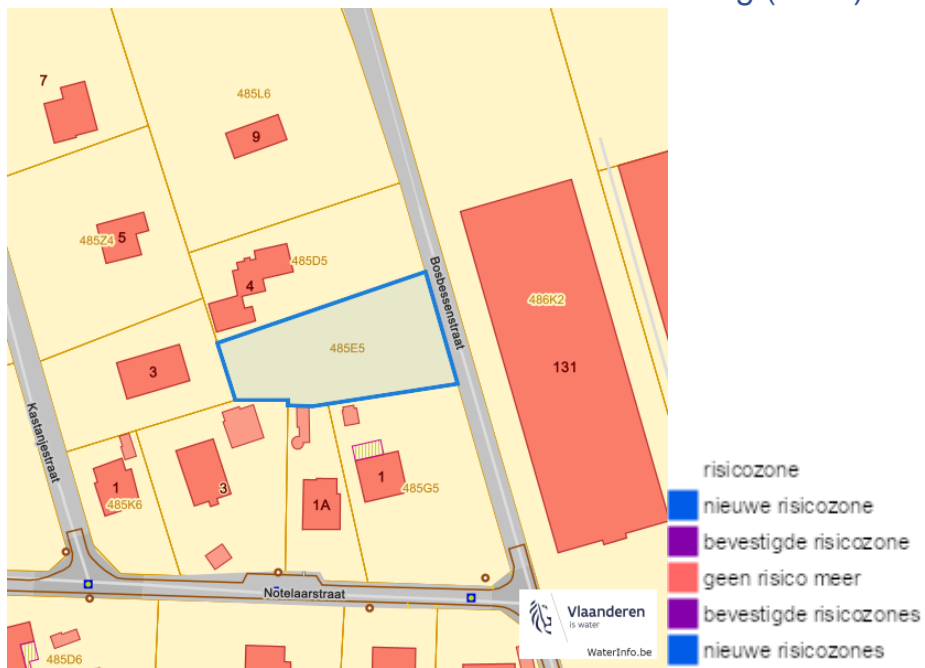 7
485L6
9
485Z4
5
485D5
4
Bosbessenstraat
486K2
485E5
131
3
Kastanjestraat
1
485K6
3
1A
1
485G5
Notelaarstraat
Vlaanderen
is water
WaterInfo.be
485D6
risicozone
nieuwe risicozone
bevestigde risicozone
geen risico meer
bevestigde risicozones
nieuwe risicozones